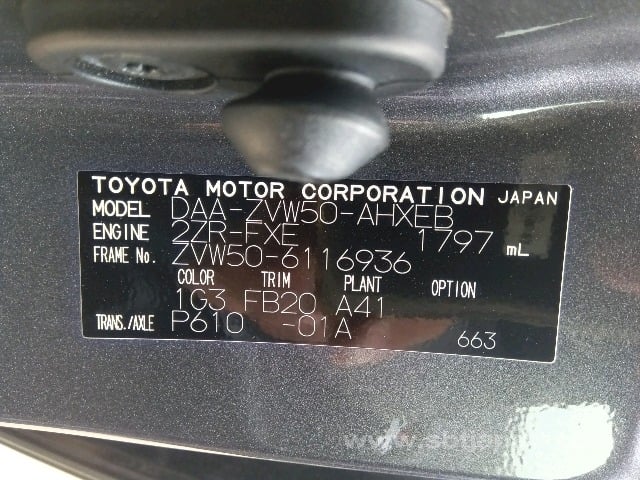 TOYOTA MOTOR CORPORATION JAPAN
MODEL DAA-ZVW50-AHXEB
ENGINE 2ZR-FXE 1797 mL
FRAME No. ZVW50-6116936
COLOR TRIM PLANT OPTION
1G3 FB20 A41
TRANS./AXLE P610 -01A
663